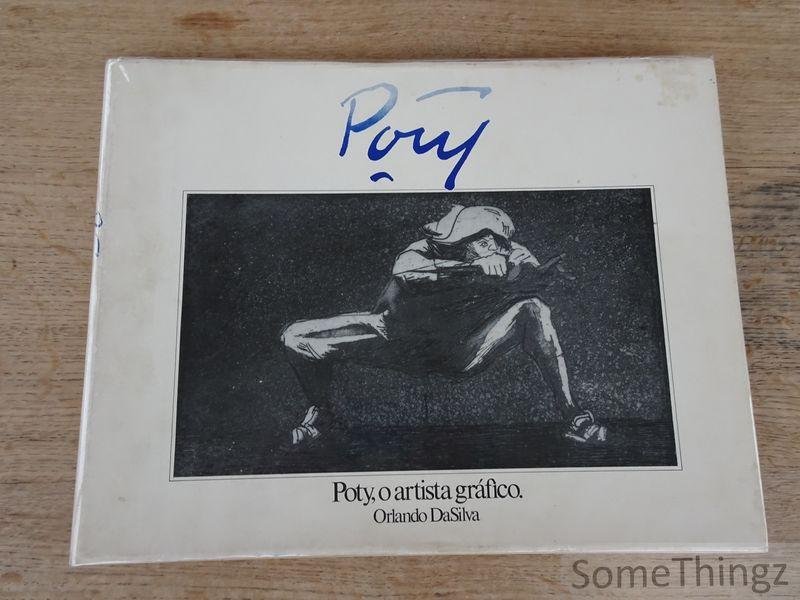 Poty
Poty, o artista gráfico.
Orlando DaSilva
SomeThingz